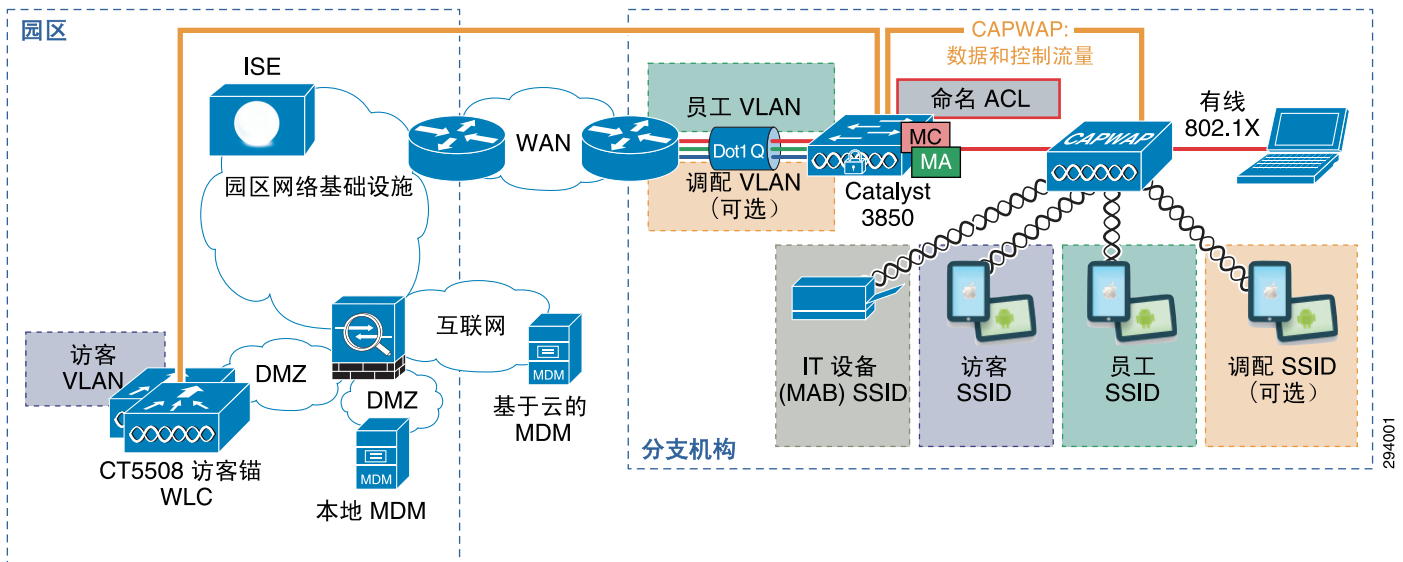 园区
ISE
园区网络基础设施
WAN
CAPWAP:
数据和控制流量
员工 VLAN
Dot1 Q
调配 VLAN
（可选）
命名 ACL
MC
MA
Catalyst
3850
CAPWAP
有线
802.1X
访客
VLAN
DMZ
互联网
MDM
基于云的
MDM
DMZ
MDM
本地 MDM
CT5508 访客锚
WLC
IT 设备
(MAB) SSID
访客
SSID
员工
SSID
调配 SSID
（可选）
分支机构
294001